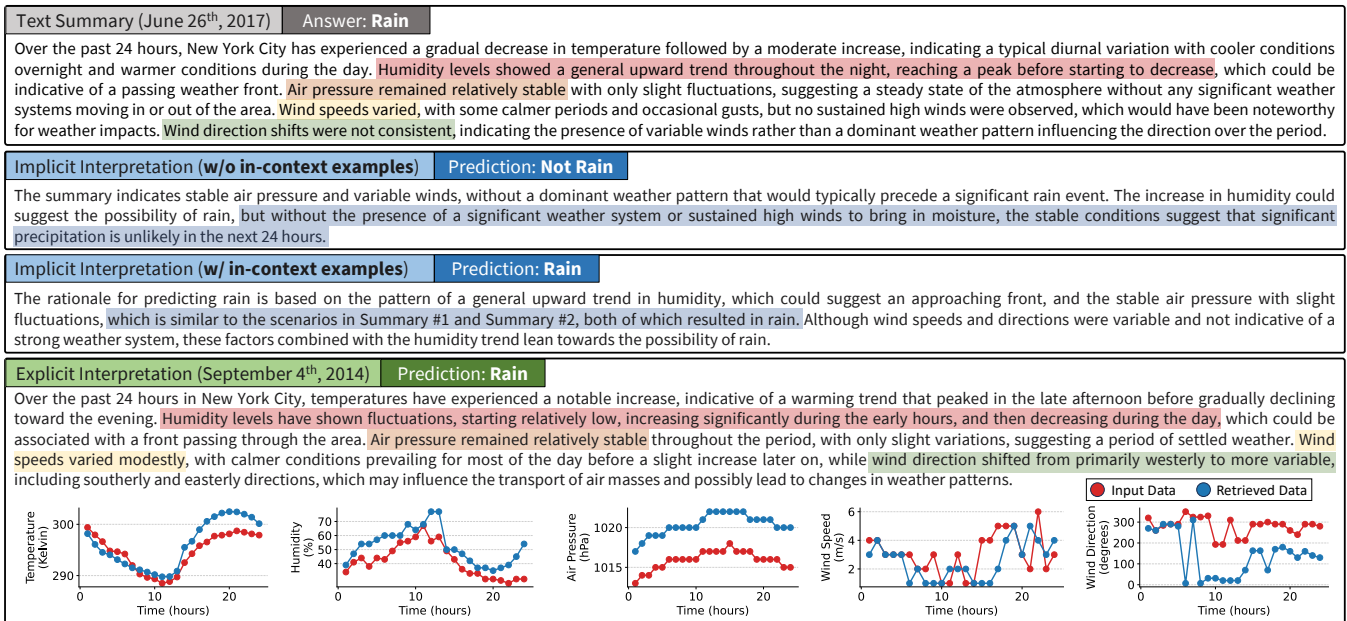 Text Summary (June 26th, 2017) Answer: Rain
Over the past 24 hours, New York City has experienced a gradual decrease in temperature followed by a moderate increase, indicating a typical diurnal variation with cooler conditions
overnight and warmer conditions during the day. Humidity levels showed a general upward trend throughout the night, reaching a peak before starting to decrease, which could be
indicative of a passing weather front. Air pressure remained relatively stable with only slight fluctuations, suggesting a steady state of the atmosphere without any significant weather
systems moving in or out of the area. Wind speeds varied, with some calmer periods and occasional gusts, but no sustained high winds were observed, which would have been noteworthy
for weather impacts. Wind direction shifts were not consistent, indicating the presence of variable winds rather than a dominant weather pattern influencing the direction over the period.
Implicit Interpretation (w/o in-context examples) Prediction: Not Rain
The summary indicates stable air pressure and variable winds, without a dominant weather pattern that would typically precede a significant rain event. The increase in humidity could
suggest the possibility of rain, but without the presence of a significant weather system or sustained high winds to bring in moisture, the stable conditions suggest that significant
precipitation is unlikely in the next 24 hours.
Implicit Interpretation (w/ in-context examples) Prediction: Rain
The rationale for predicting rain is based on the pattern of a general upward trend in humidity, which could suggest an approaching front, and the stable air pressure with slight
fluctuations, which is similar to the scenarios in Summary #1 and Summary #2, both of which resulted in rain. Although wind speeds and directions were variable and not indicative of a
strong weather system, these factors combined with the humidity trend lean towards the possibility of rain.
Explicit Interpretation (September 4th, 2014) Prediction: Rain
Over the past 24 hours in New York City, temperatures have experienced a notable increase, indicative of a warming trend that peaked in the late afternoon before gradually declining
toward the evening. Humidity levels have shown fluctuations, starting relatively low, increasing significantly during the early hours, and then decreasing during the day, which could be
associated with a front passing through the area. Air pressure remained relatively stable throughout the period, with only slight variations, suggesting a period of settled weather. Wind
speeds varied modestly, with calmer conditions prevailing for most of the day before a slight increase later on, while wind direction shifted from primarily westerly to more variable,
including southerly and easterly directions, which may influence the transport of air masses and possibly lead to changes in weather patterns.
Input Data Retrieved Data
Temperature
(Kelvin)
300
290
0 10 20
Time (hours)
Humidity
(%)
70
60
50
40
0 10 20
Time (hours)
Air Pressure
(hPa)
1020
1015
0 10 20
Time (hours)
Wind Speed
(m/s)
6
4
2
0 10 20
Time (hours)
Wind Direction
(degrees)
300
200
100
0
0 10 20
Time (hours)